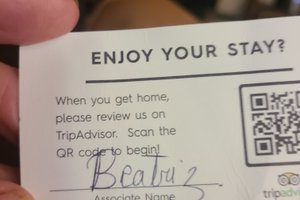 ENJOY YOUR STAY?
When you get home,
please review us on
TripAdvisor. Scan the
QR code to begin!
Beatriz
Associate Name
tripadv